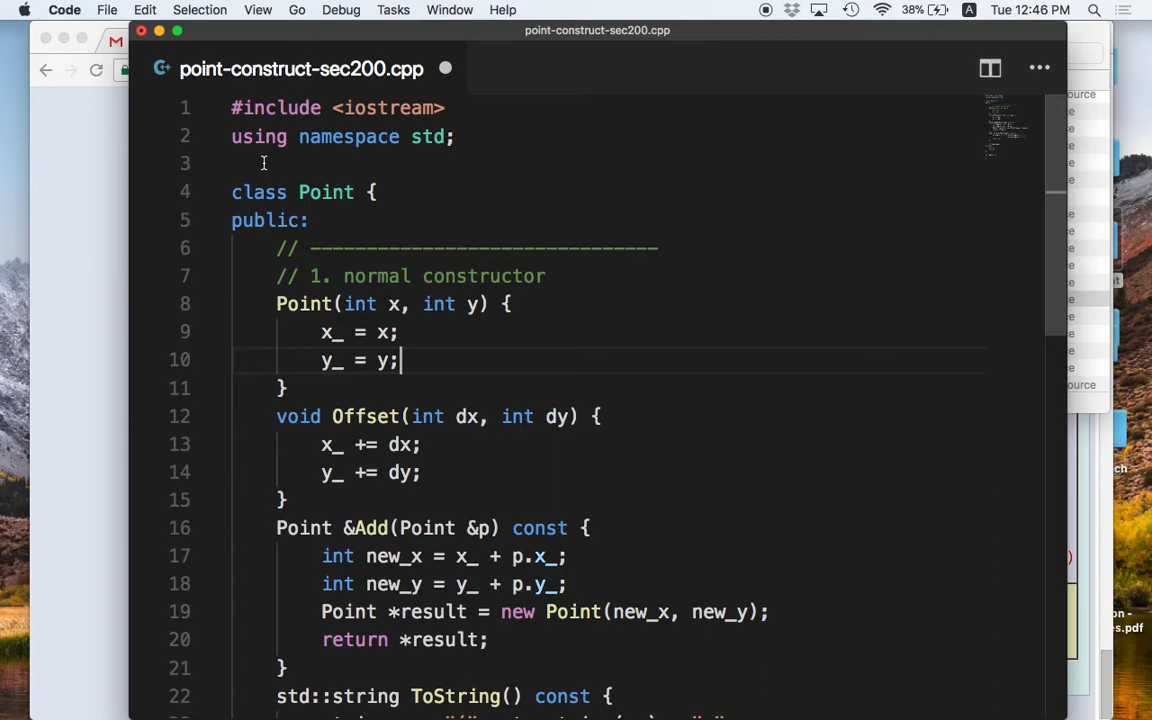 Code File Edit Selection View Go Debug Tasks Window Help 38% A Tue 12:46 PM
point-construct-sec200.cpp
point-construct-sec200.cpp
1 #include <iostream>
2 using namespace std;
3
4 class Point {
5 public:
6 // -------------------------------
7 // 1. normal constructor
8 Point(int x, int y) {
9 x_ = x;
10 y_ = y;
11 }
12 void Offset(int dx, int dy) {
13 x_ += dx;
14 y_ += dy;
15 }
16 Point &Add(Point &p) const {
17 int new_x = x_ + p.x_;
18 int new_y = y_ + p.y_;
19 Point *result = new Point(new_x, new_y);
20 return *result;
21 }
22 std::string ToString() const {